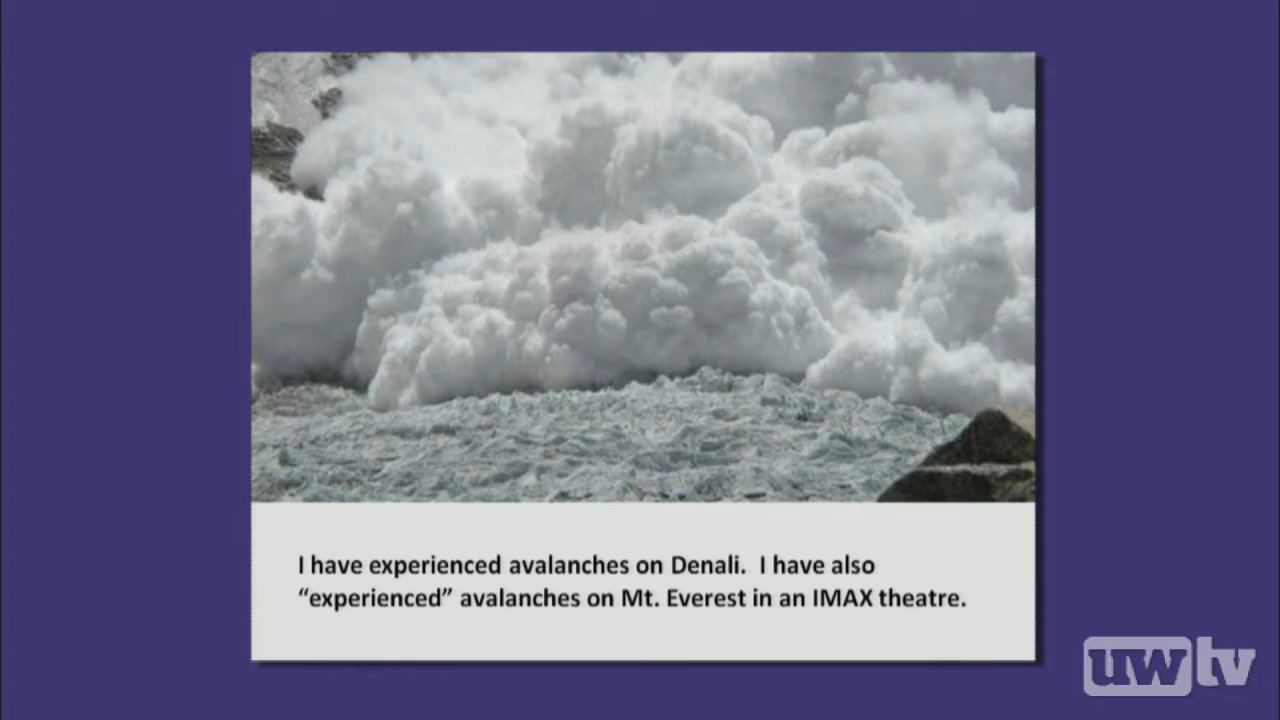 I have experienced avalanches on Denali.  I have also
“experienced” avalanches on Mt. Everest in an IMAX theatre.
uwtv